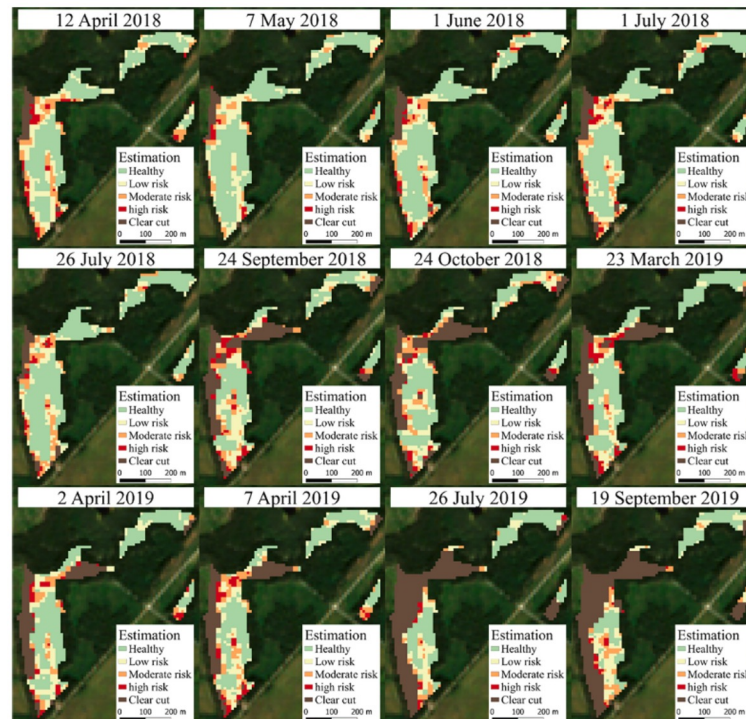 12 April 2018
Estimation
Healthy
Low risk
Moderate risk
high risk
Clear cut
0 100 200 m
7 May 2018
Estimation
Healthy
Low risk
Moderate risk
high risk
Clear cut
0 100 200 m
1 June 2018
Estimation
Healthy
Low risk
Moderate risk
high risk
Clear cut
0 100 200 m
1 July 2018
Estimation
Healthy
Low risk
Moderate risk
high risk
Clear cut
0 100 200 m
26 July 2018
Estimation
Healthy
Low risk
Moderate risk
high risk
Clear cut
0 100 200 m
24 September 2018
Estimation
Healthy
Low risk
Moderate risk
high risk
Clear cut
0 100 200 m
24 October 2018
Estimation
Healthy
Low risk
Moderate risk
high risk
Clear cut
0 100 200 m
23 March 2019
Estimation
Healthy
Low risk
Moderate risk
high risk
Clear cut
0 100 200 m
2 April 2019
Estimation
Healthy
Low risk
Moderate risk
high risk
Clear cut
0 100 200 m
7 April 2019
Estimation
Healthy
Low risk
Moderate risk
high risk
Clear cut
0 100 200 m
26 July 2019
Estimation
Healthy
Low risk
Moderate risk
high risk
Clear cut
0 100 200 m
19 September 2019
Estimation
Healthy
Low risk
Moderate risk
high risk
Clear cut
0 100 200 m